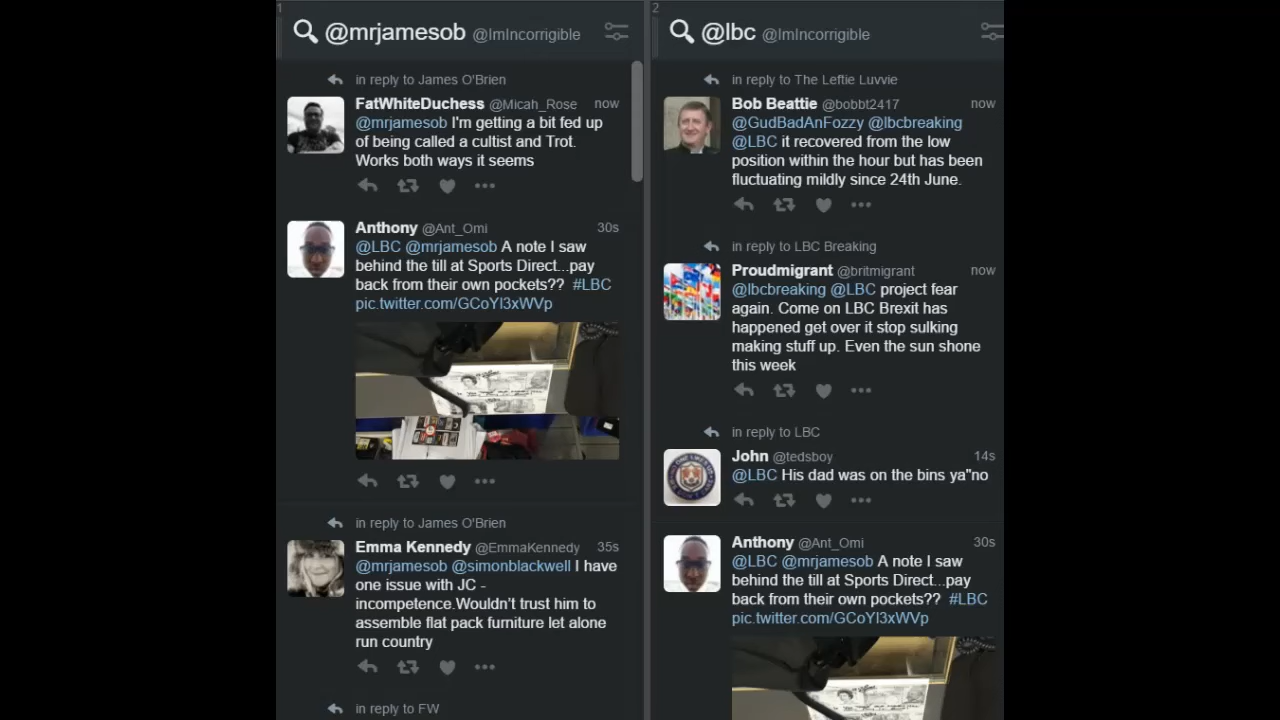 1
@mrjamesob @ImIncorrigible
in reply to James O'Brien
FatWhiteDuchess @Micah_Rose now
@mrjamesob I'm getting a bit fed up
of being called a cultist and Trot.
Works both ways it seems
Anthony @Ant_Omi 30s
@LBC @mrjamesob A note I saw
behind the till at Sports Direct...pay
back from their own pockets?? #LBC
pic.twitter.com/GCoYl3xWVp
in reply to James O'Brien
Emma Kennedy @EmmaKennedy 35s
@mrjamesob @simonblackwell I have
one issue with JC -
incompetence.Wouldn't trust him to
assemble flat pack furniture let alone
run country
in reply to FW
2
@lbc @ImIncorrigible
in reply to The Leftie Luvvie
Bob Beattie @bobbt2417 now
@GudBadAnFozzy @lbcbreaking
@LBC it recovered from the low
position within the hour but has been
fluctuating mildly since 24th June.
in reply to LBC Breaking
Proudmigrant @britmigrant now
@lbcbreaking @LBC project fear
again. Come on LBC Brexit has
happened get over it stop sulking
making stuff up. Even the sun shone
this week
in reply to LBC
John @tedsboy 14s
@LBC His dad was on the bins ya"no
Anthony @Ant_Omi 30s
@LBC @mrjamesob A note I saw
behind the till at Sports Direct...pay
back from their own pockets?? #LBC
pic.twitter.com/GCoYl3xWVp